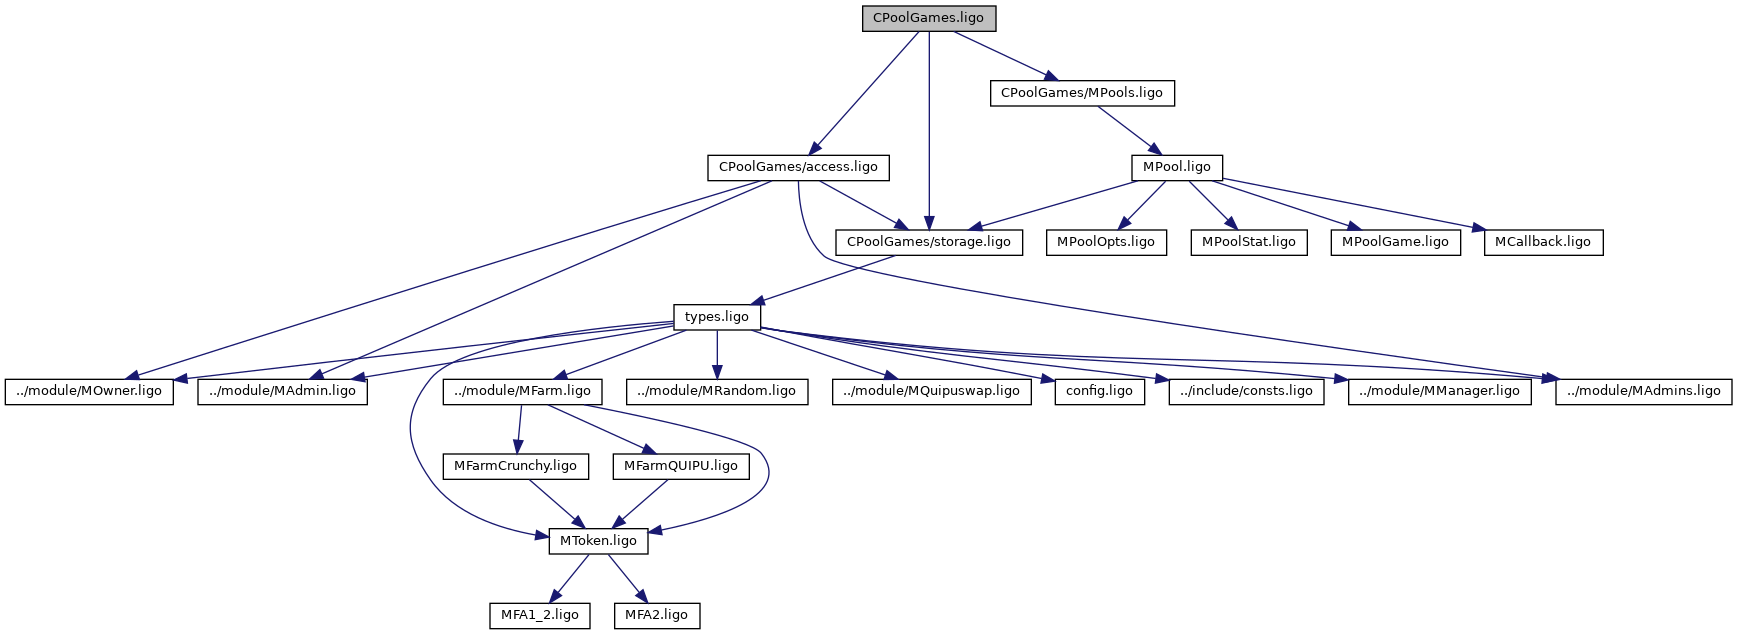 CPoolGames.ligo
CPoolGames/MPools.ligo
CPoolGames/access.ligo
MPool.ligo
CPoolGames/storage.ligo
MPoolOpts.ligo
MPoolStat.ligo
MPoolGame.ligo
MCallback.ligo
types.ligo
../module/MOwner.ligo
../module/MAdmin.ligo
../module/MFarm.ligo
../module/MRandom.ligo
../module/MQuipuswap.ligo
config.ligo
../include/consts.ligo
../module/MManager.ligo
../module/MAdmins.ligo
MFarmCrunchy.ligo
MFarmQUIPU.ligo
MToken.ligo
MFA1_2.ligo
MFA2.ligo